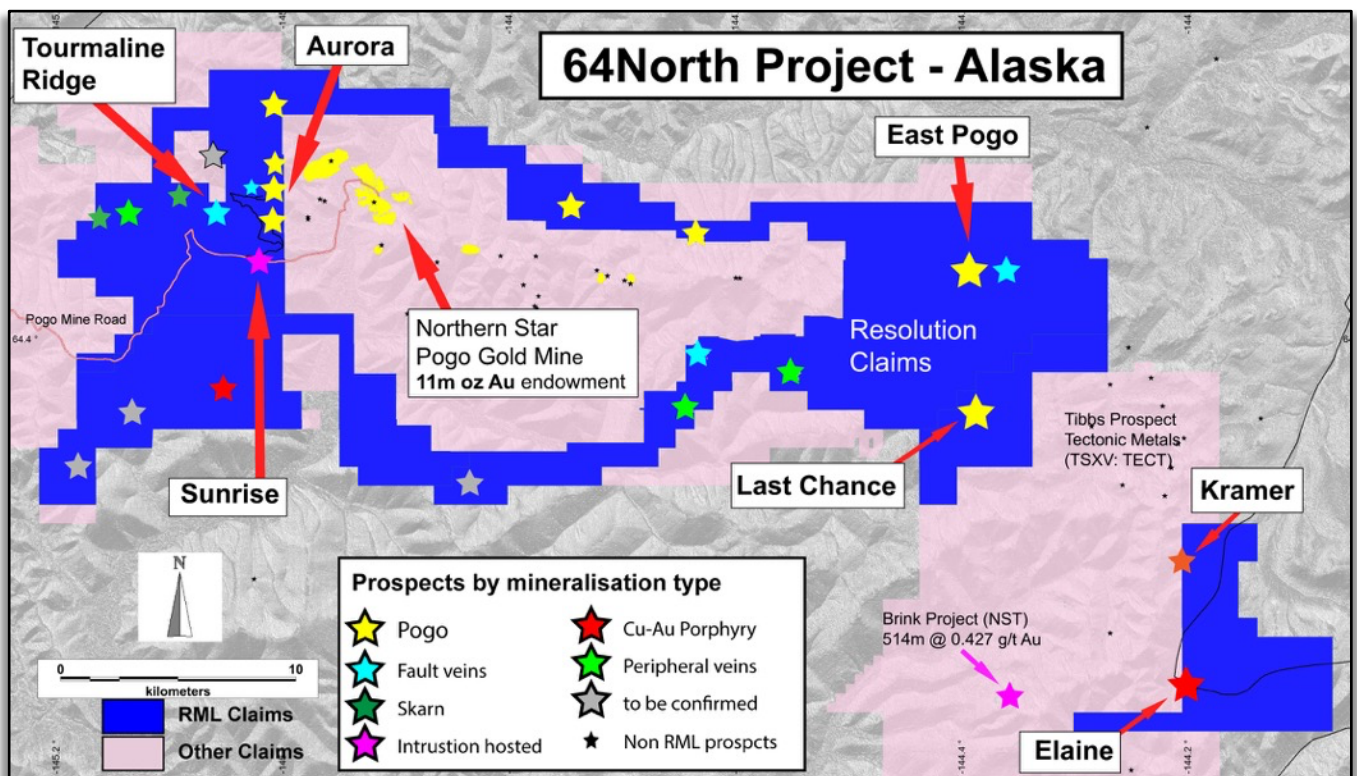 64North Project - Alaska
Tourmaline
Ridge
Aurora
East Pogo
Pogo Mine Road
64.4 °
Northern Star
Pogo Gold Mine
11m oz Au endowment
Resolution
Claims
Sunrise
Last Chance
Tibbs Prospect
Tectonic Metals
(TSXV: TECT)
Kramer
Brink Project (NST)
514m @ 0.427 g/t Au
Elaine
N
0 10
kilometers
RML Claims
Other Claims
Prospects by mineralisation type
Pogo
Fault veins
Skarn
Intrusion hosted
Cu-Au Porphyry
Peripheral veins
to be confirmed
Non RML prospcts
-145.2 °
-144.4 °
-144.2 °